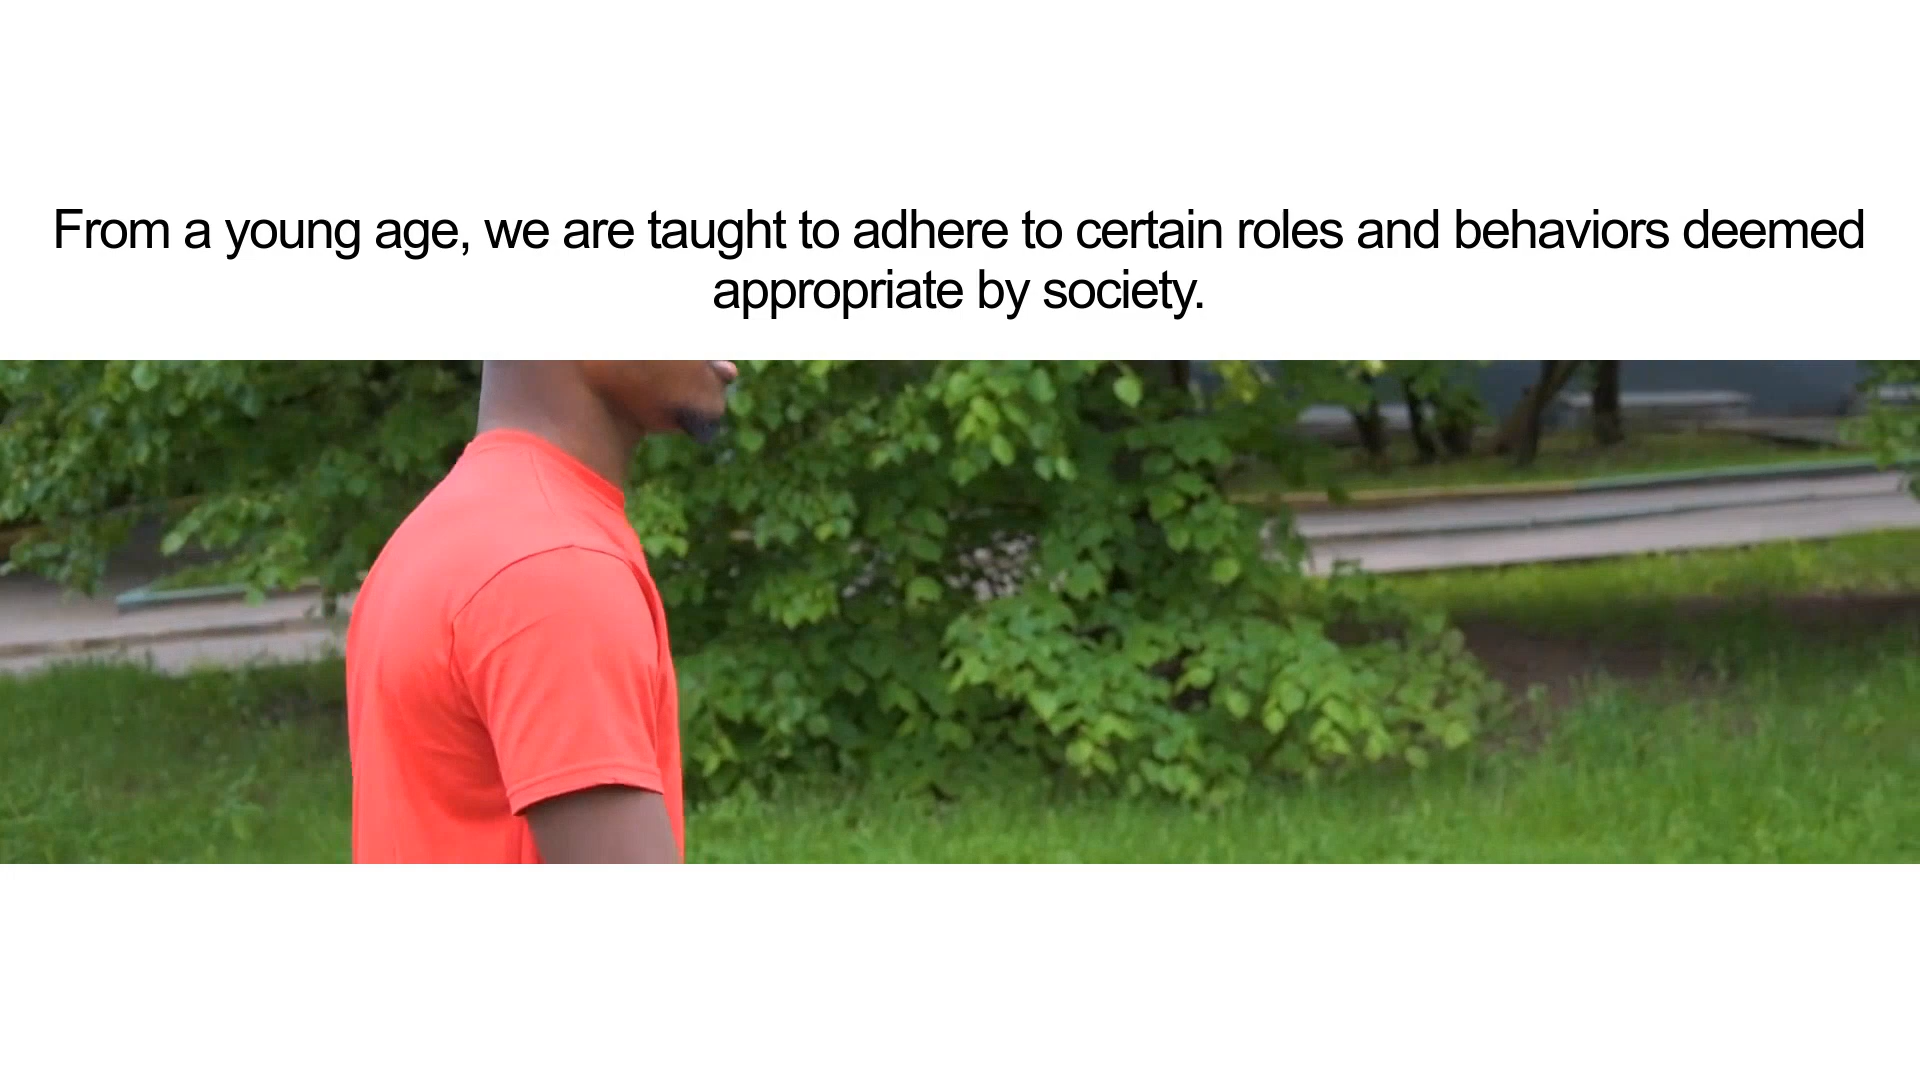 From a young age, we are taught to adhere to certain roles and behaviors deemed
appropriate by society.